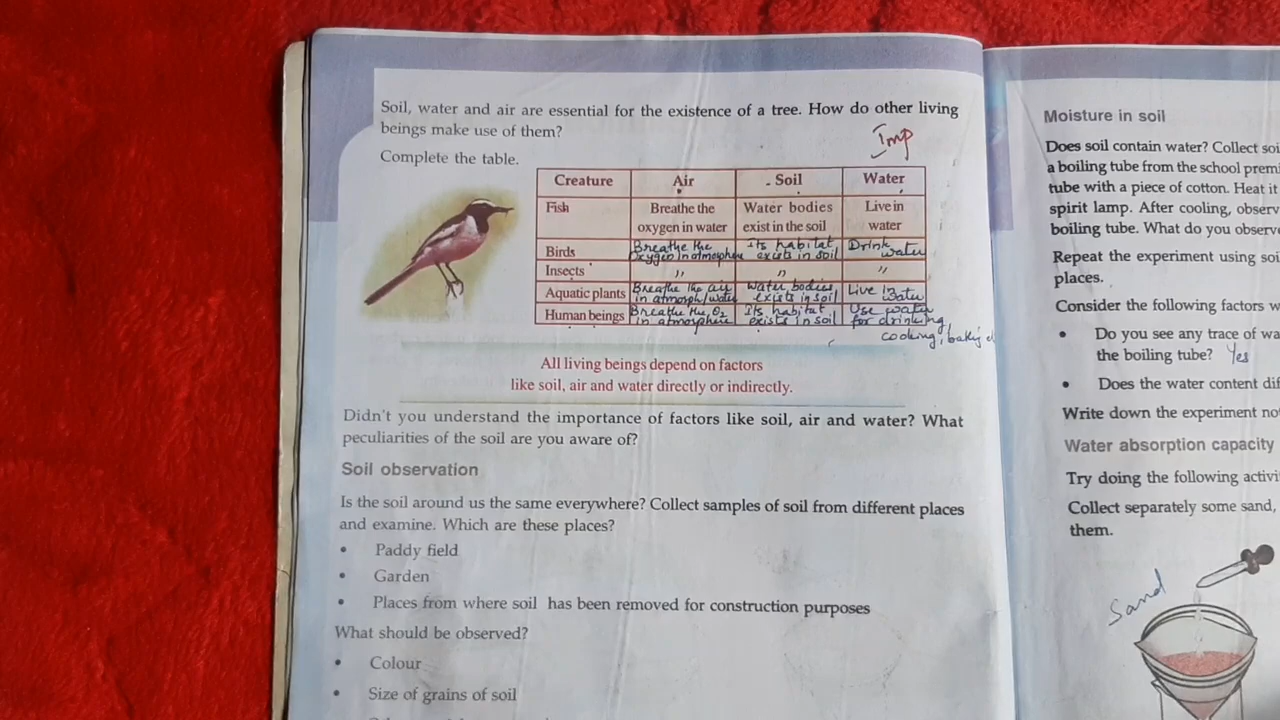 Soil, water and air are essential for the existence of a tree. How do other living
beings make use of them?
Imp
Complete the table.
Creature Air Soil Water
Fish Breathe the oxygen in water Water bodies exist in the soil Live in water
Birds Breathe the oxygen in atmosphere Its habitat exists in soil Drink water
Insects " " "
Aquatic plants Breathe the air in atmosph/water Water bodies exists in soil Live in water
Human beings Breathe the O2 in atmosphere Its habitat exists in soil Use water for drinking, cooking, baking
All living beings depend on factors
like soil, air and water directly or indirectly.
Didn't you understand the importance of factors like soil, air and water? What
peculiarities of the soil are you aware of?
Soil observation
Is the soil around us the same everywhere? Collect samples of soil from different places
and examine. Which are these places?
• Paddy field
• Garden
• Places from where soil has been removed for construction purposes
What should be observed?
• Colour
• Size of grains of soil
Moisture in soil
Does soil contain water? Collect
a boiling tube from the school
tube with a piece of cotton. Heat it
spirit lamp. After cooling,
boiling tube. What do you
Repeat the experiment using
places.
Consider the following factors
• Do you see any trace of
the boiling tube? Yes
• Does the water content
Write down the experiment
Water absorption capacity
Try doing the following
Collect separately some sand,
them.
Sand